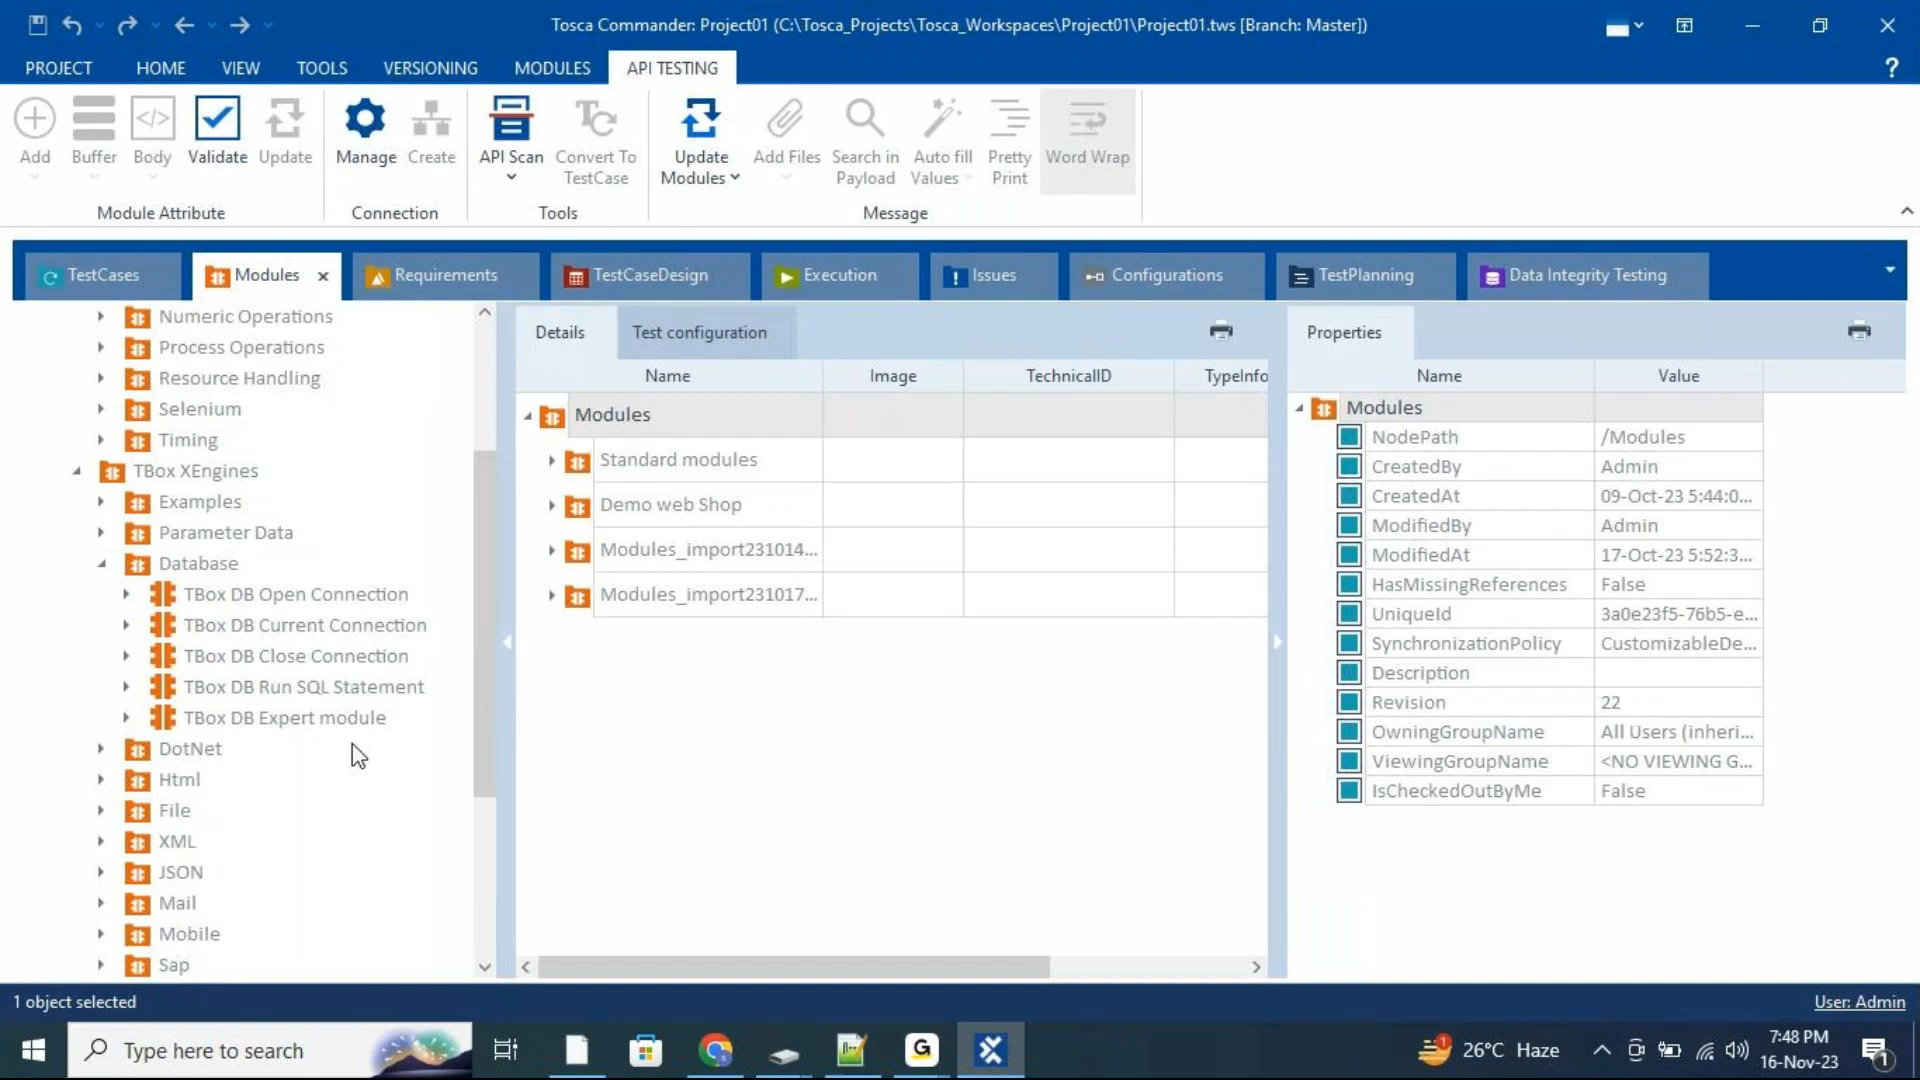 Tosca Commander: Project01 (C:\Tosca_Projects\Tosca_Workspaces\Project01\Project01.tws [Branch: Master])
PROJECT HOME VIEW TOOLS VERSIONING MODULES API TESTING ?
Add Buffer Body Validate Update
Manage Create
API Scan Convert To TestCase
Update Modules Add Files Search in Payload Auto fill Values Pretty Print Word Wrap
Module Attribute Connection Tools Message
TestCases Modules x Requirements TestCaseDesign Execution Issues Configurations TestPlanning Data Integrity Testing
Numeric Operations
Process Operations
Resource Handling
Selenium
Timing
TBox XEngines
Examples
Parameter Data
Database
TBox DB Open Connection
TBox DB Current Connection
TBox DB Close Connection
TBox DB Run SQL Statement
TBox DB Expert module
DotNet
Html
File
XML
JSON
Mail
Mobile
Sap
Details Test configuration
Name Image TechnicalID TypeInfo
Modules
Standard modules
Demo web Shop
Modules_import231014...
Modules_import231017...
Properties
Name Value
Modules
NodePath /Modules
CreatedBy Admin
CreatedAt 09-Oct-23 5:44:0...
ModifiedBy Admin
ModifiedAt 17-Oct-23 5:52:3...
HasMissingReferences False
UniqueId 3a0e23f5-76b5-e...
SynchronizationPolicy CustomizableDe...
Description
Revision 22
OwningGroupName All Users (inheri...
ViewingGroupName <NO VIEWING G...
IsCheckedOutByMe False
1 object selected User: Admin
Type here to search
26°C Haze
7:48 PM
16-Nov-23
1